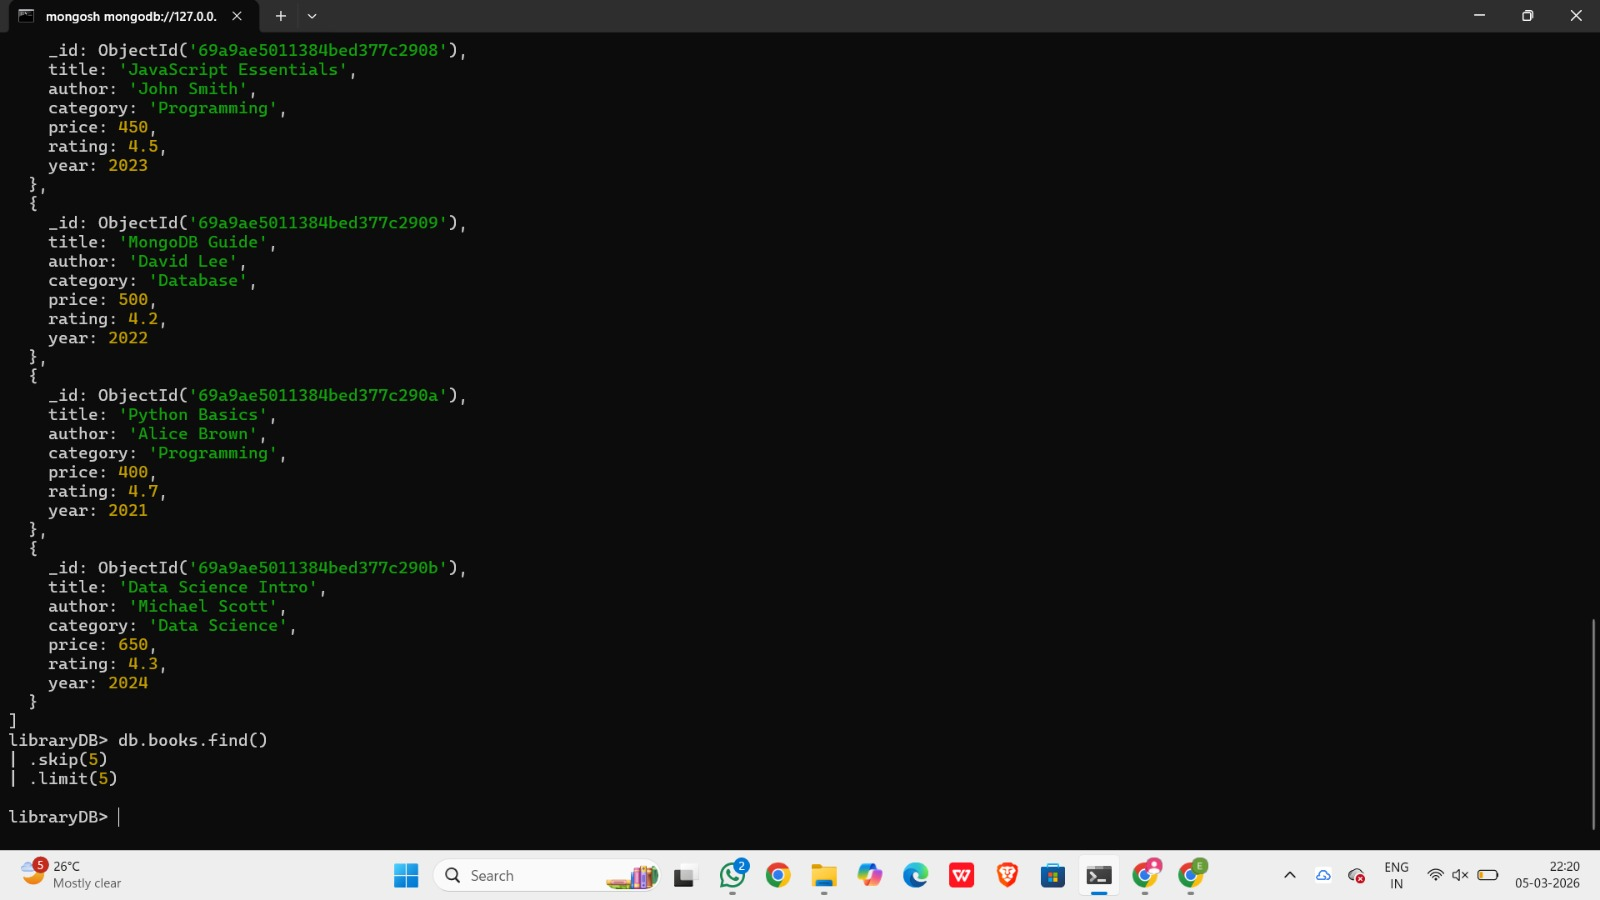 mongosh mongodb://127.0.0.
_id: ObjectId('69a9ae5011384bed377c2908'),
title: 'JavaScript Essentials',
author: 'John Smith',
category: 'Programming',
price: 450,
rating: 4.5,
year: 2023
},
{
_id: ObjectId('69a9ae5011384bed377c2909'),
title: 'MongoDB Guide',
author: 'David Lee',
category: 'Database',
price: 500,
rating: 4.2,
year: 2022
},
{
_id: ObjectId('69a9ae5011384bed377c290a'),
title: 'Python Basics',
author: 'Alice Brown',
category: 'Programming',
price: 400,
rating: 4.7,
year: 2021
},
{
_id: ObjectId('69a9ae5011384bed377c290b'),
title: 'Data Science Intro',
author: 'Michael Scott',
category: 'Data Science',
price: 650,
rating: 4.3,
year: 2024
}
]
libraryDB> db.books.find()
| .skip(5)
| .limit(5)
libraryDB>
5
26°C
Mostly clear
Search
2
W
E
ENG
IN
22:20
05-03-2026